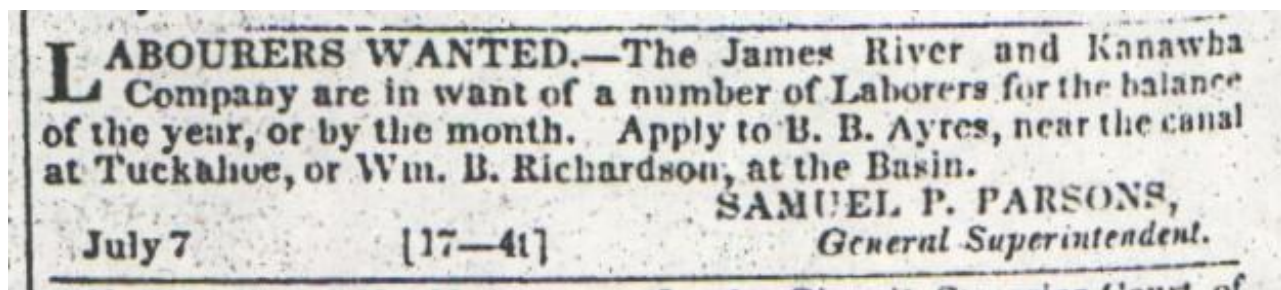 LABOURERS WANTED.—The James River and Kanawha
Company are in want of a number of Laborers for the balance
of the year, or by the month. Apply to B. B. Ayres, near the canal
at Tuckahoe, or Wm. B. Richardson, at the Basin.
SAMUEL P. PARSONS,
July 7 [17—4t] General Superintendent.
Court of